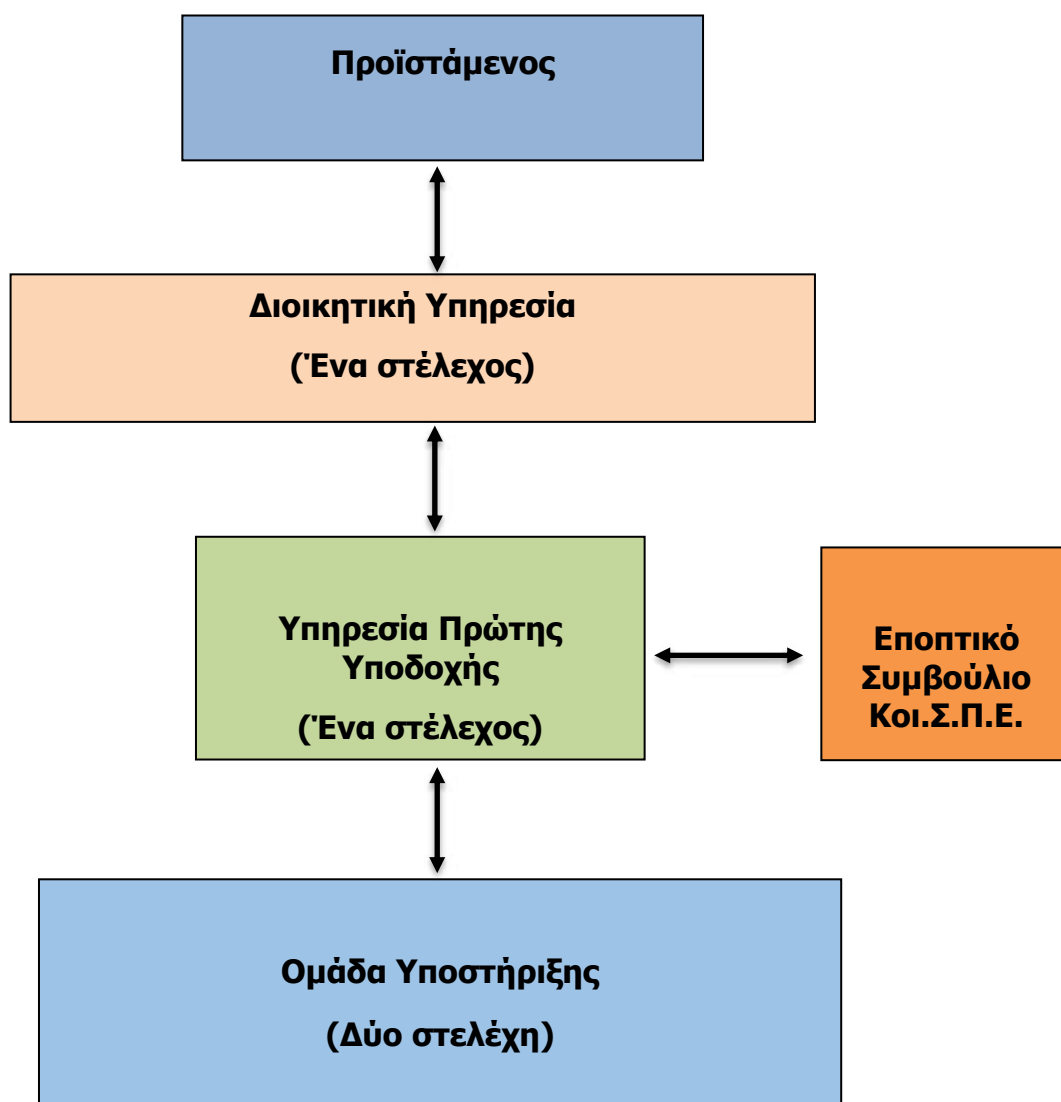 Προϊστάμενος
Διοικητική Υπηρεσία
(Ένα στέλεχος)
Υπηρεσία Πρώτης
Υποδοχής
(Ένα στέλεχος)
Εποπτικό
Συμβούλιο
Κοι.Σ.Π.Ε.
Ομάδα Υποστήριξης
(Δύο στελέχη)